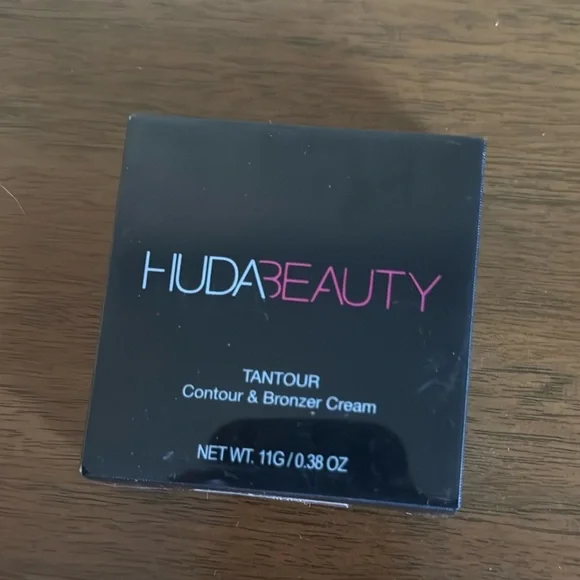 HUDABEAUTY
TANTOUR
Contour & Bronzer Cream
NET WT. 11G / 0.38 OZ